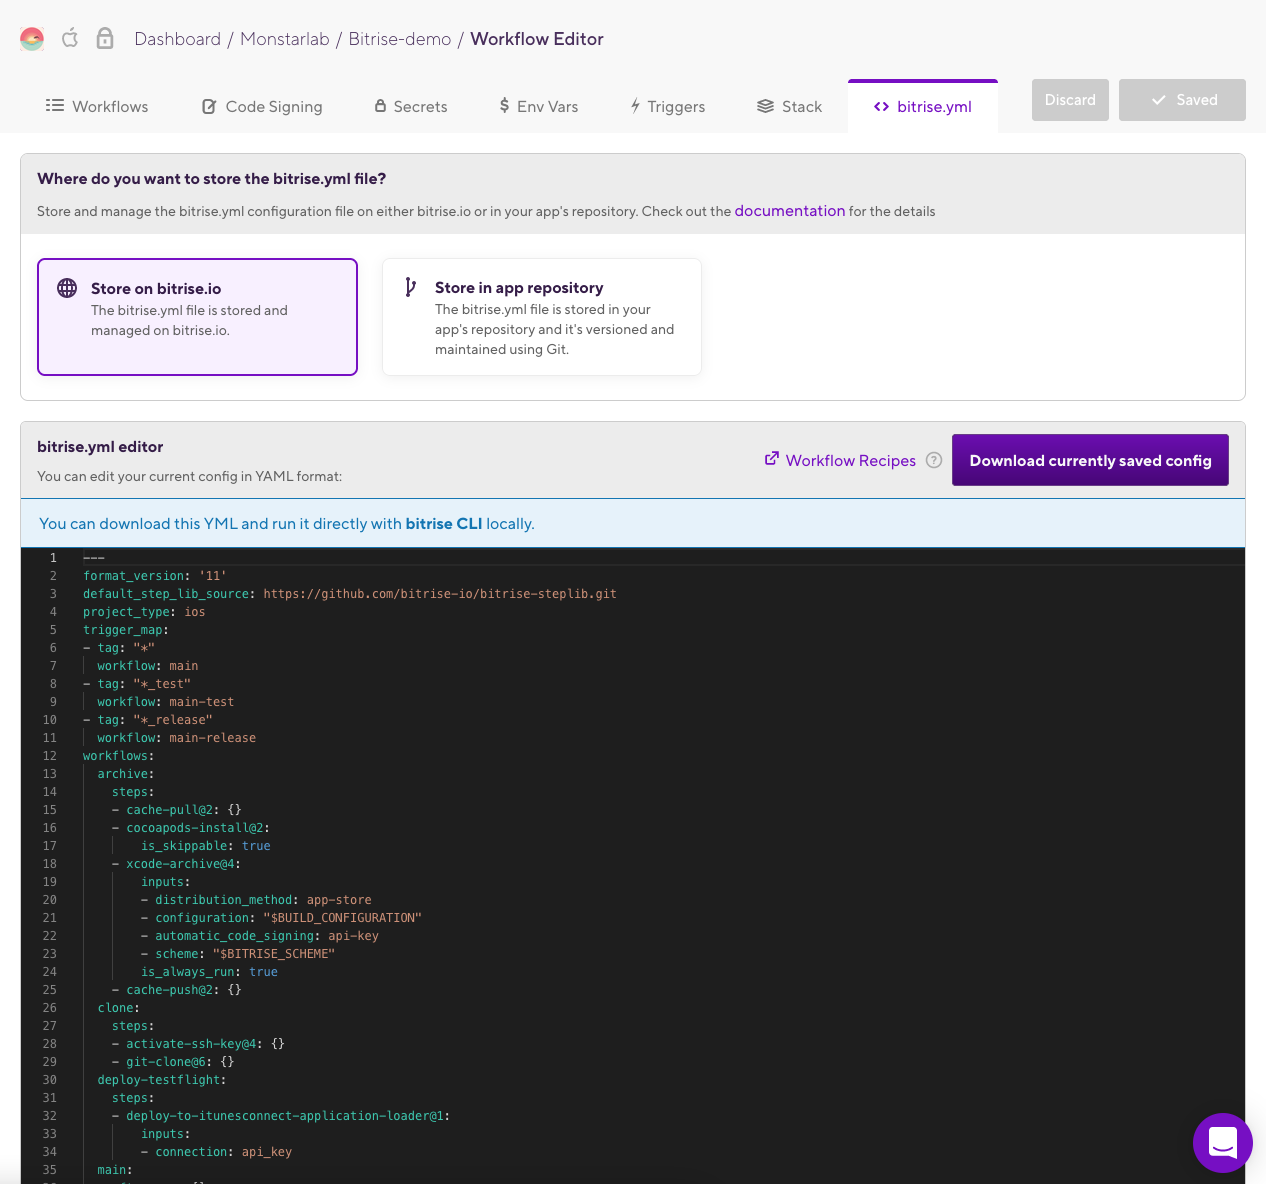 Dashboard / Monstarlab / Bitrise-demo / Workflow Editor
Workflows Code Signing Secrets Env Vars Triggers Stack bitrise.yml Discard Saved
Where do you want to store the bitrise.yml file?
Store and manage the bitrise.yml configuration file on either bitrise.io or in your app's repository. Check out the documentation for the details
Store on bitrise.io
The bitrise.yml file is stored and
managed on bitrise.io.
Store in app repository
The bitrise.yml file is stored in your
app's repository and it's versioned and
maintained using Git.
bitrise.yml editor
You can edit your current config in YAML format:
Workflow Recipes ? Download currently saved config
You can download this YML and run it directly with bitrise CLI locally.
1 ---
2 format_version: '11'
3 default_step_lib_source: https://github.com/bitrise-io/bitrise-steplib.git
4 project_type: ios
5 trigger_map:
6 - tag: "*"
7 workflow: main
8 - tag: "*_test"
9 workflow: main-test
10 - tag: "*_release"
11 workflow: main-release
12 workflows:
13 archive:
14 steps:
15 - cache-pull@2: {}
16 - cocoapods-install@2:
17 is_skippable: true
18 - xcode-archive@4:
19 inputs:
20 - distribution_method: app-store
21 - configuration: "$BUILD_CONFIGURATION"
22 - automatic_code_signing: api-key
23 - scheme: "$BITRISE_SCHEME"
24 is_always_run: true
25 - cache-push@2: {}
26 clone:
27 steps:
28 - activate-ssh-key@4: {}
29 - git-clone@6: {}
30 deploy-testflight:
31 steps:
32 - deploy-to-itunesconnect-application-loader@1:
33 inputs:
34 - connection: api_key
35 main: